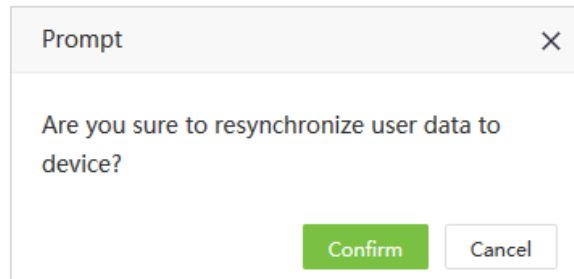 Prompt
Are you sure to resynchronize user data to
device?
Confirm
Cancel